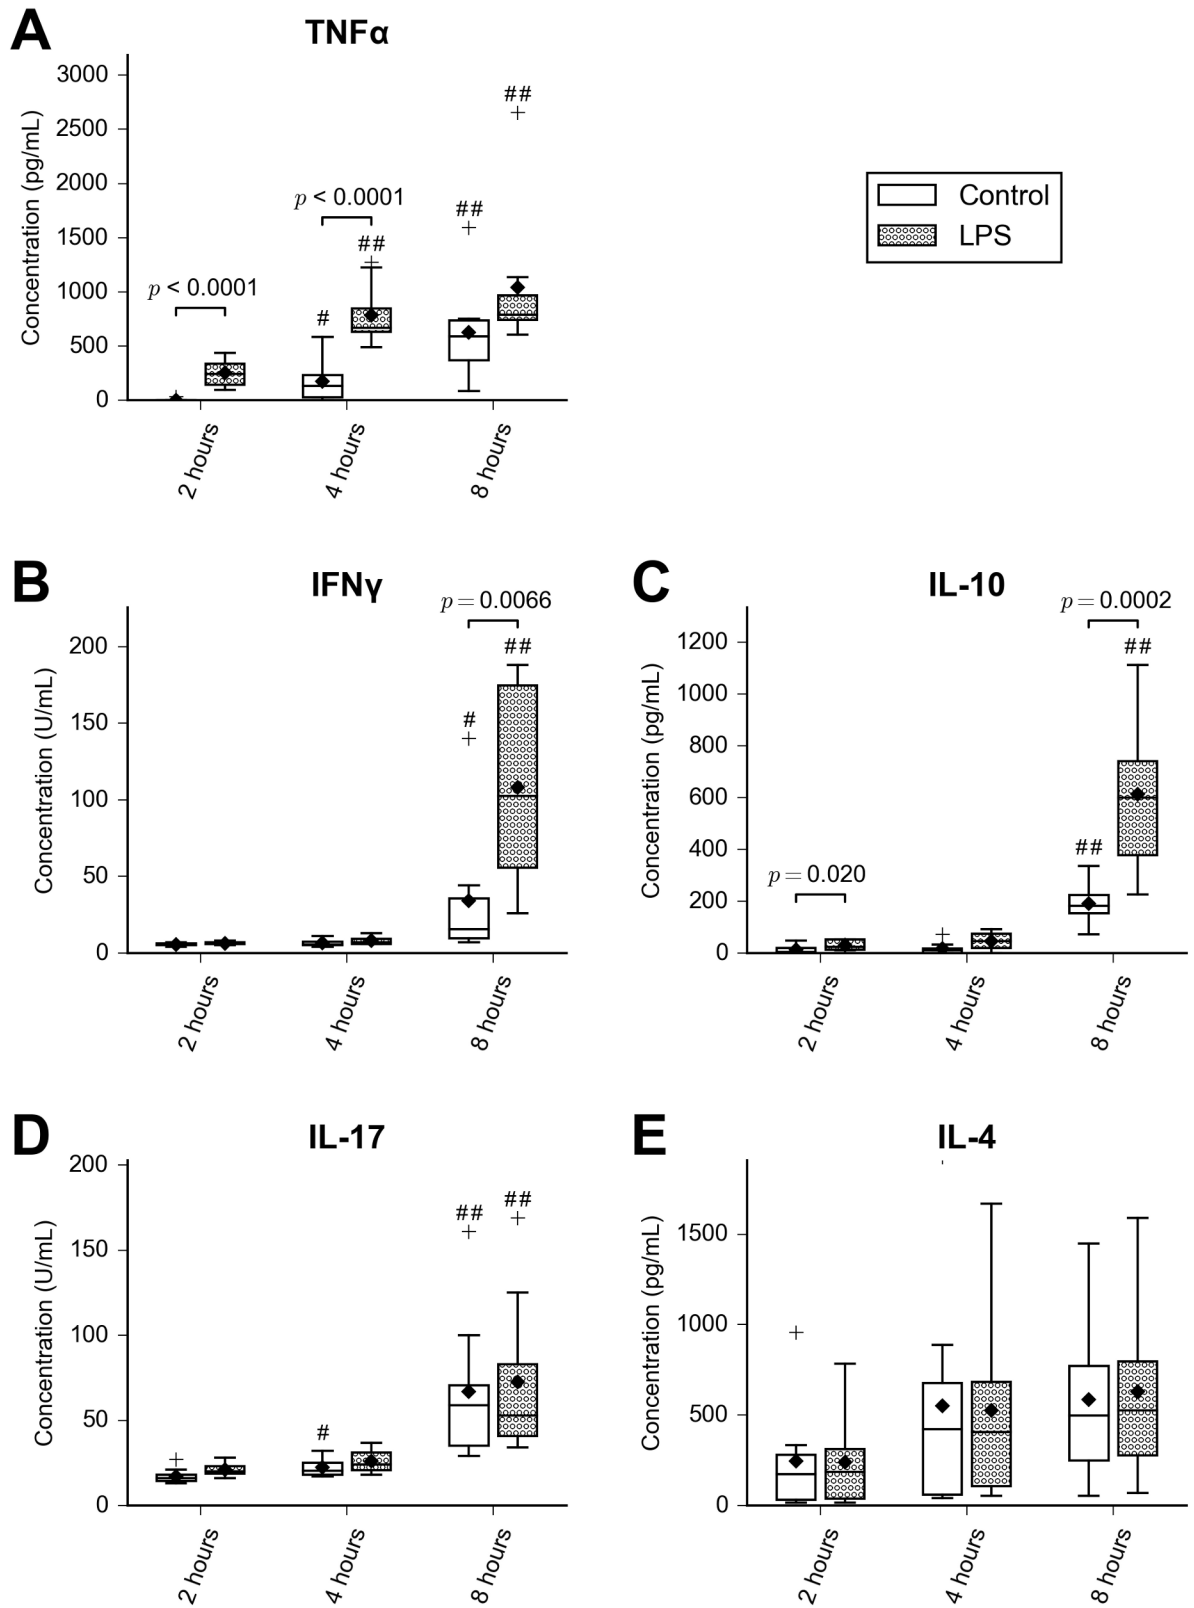 A
TNFα
3000
2500
2000
1500
1000
500
0
Concentration (pg/mL)
p < 0.0001
p < 0.0001
#
##
##
##
2 hours
4 hours
8 hours
Control
LPS
B
IFNγ
200
150
100
50
0
Concentration (U/mL)
p = 0.0066
#
##
2 hours
4 hours
8 hours
C
IL-10
1200
1000
800
600
400
200
0
Concentration (pg/mL)
p = 0.020
p = 0.0002
##
##
2 hours
4 hours
8 hours
D
IL-17
200
150
100
50
0
Concentration (U/mL)
#
##
##
2 hours
4 hours
8 hours
E
IL-4
1500
1000
500
0
Concentration (pg/mL)
2 hours
4 hours
8 hours